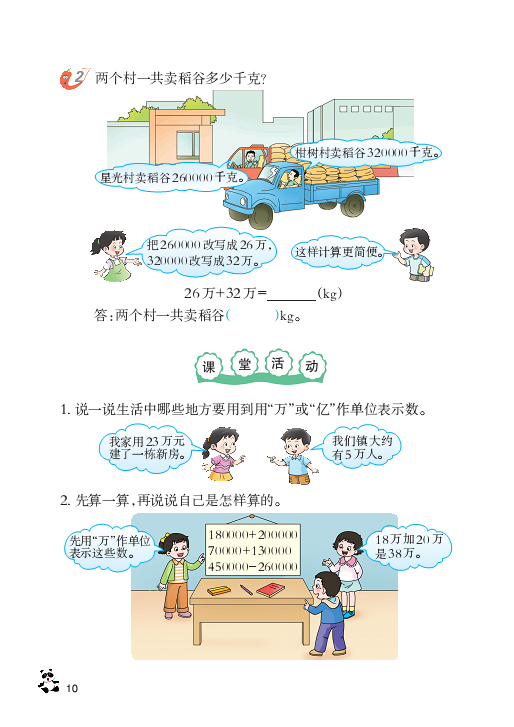 2 两个村一共卖稻谷多少千克?
柑树村卖稻谷320000千克。
星光村卖稻谷260000千克。
把260000改写成26万,
320000改写成32万。
这样计算更简便。
26万+32万=______(kg)
答:两个村一共卖稻谷(    )kg。
课堂活动
1. 说一说生活中哪些地方要用到用“万”或“亿”作单位表示数。
我家用23万元
建了一栋新房。
我们镇大约
有5万人。
2. 先算一算,再说说自己是怎样算的。
先用“万”作单位
表示这些数。
180000+200000
70000+130000
450000-260000
18万加20万
是38万。
10